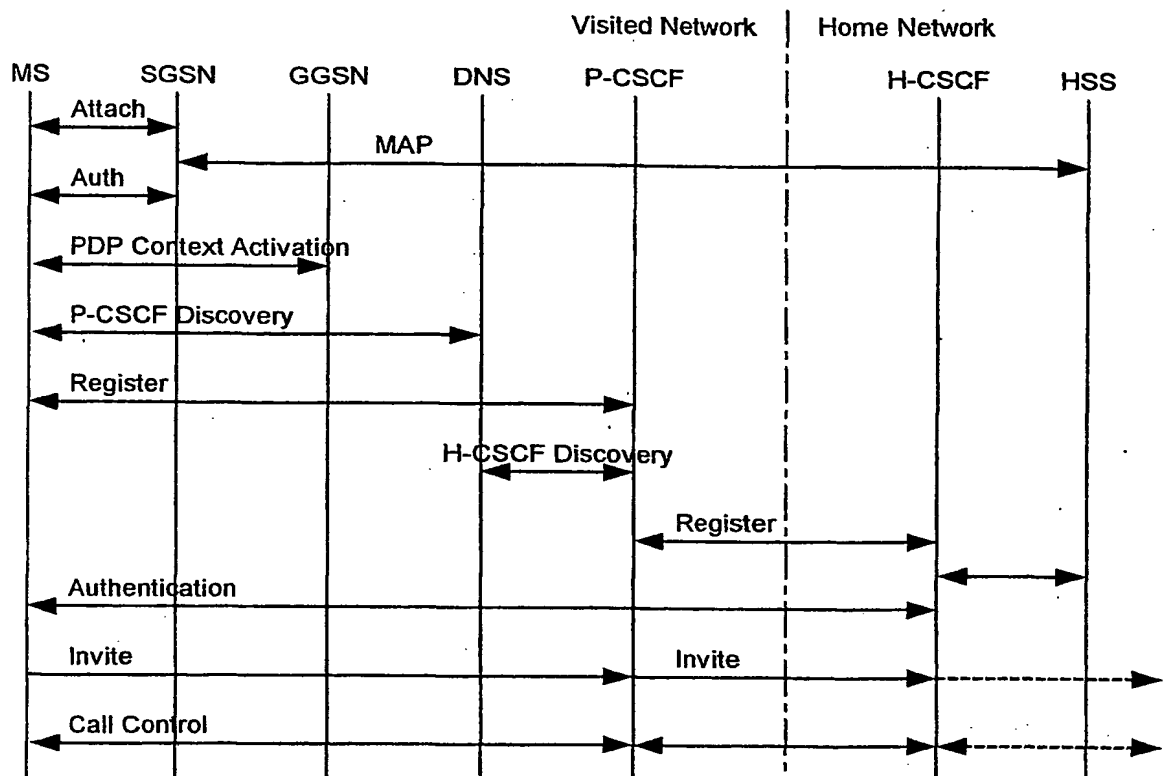 Visited Network Home Network
MS SGSN GGSN DNS P-CSCF H-CSCF HSS
Attach
MAP
Auth
PDP Context Activation
P-CSCF Discovery
Register
H-CSCF Discovery
Register
Authentication
Invite Invite
Call Control